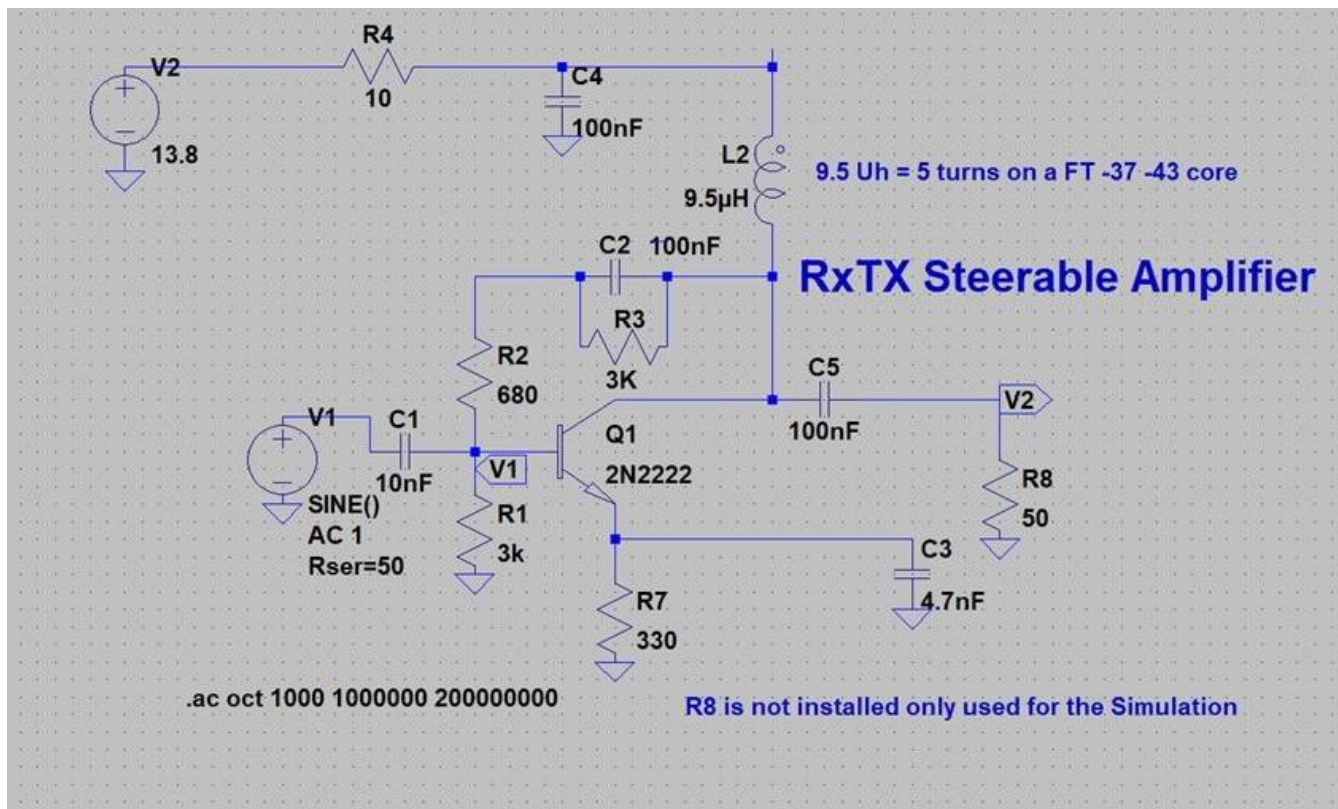 R4
V2
C4
10
100nF
13.8
L2
9.5 Uh = 5 turns on a FT -37 -43 core
9.5µH
C2 100nF
RxTX Steerable Amplifier
R3
R2
3K
C5
680
V2
V1
C1
100nF
Q1
V1
2N2222
10nF
R8
SINE()
R1
50
AC 1
3k
C3
Rser=50
R7
4.7nF
330
.ac oct 1000 1000000 200000000
R8 is not installed only used for the Simulation